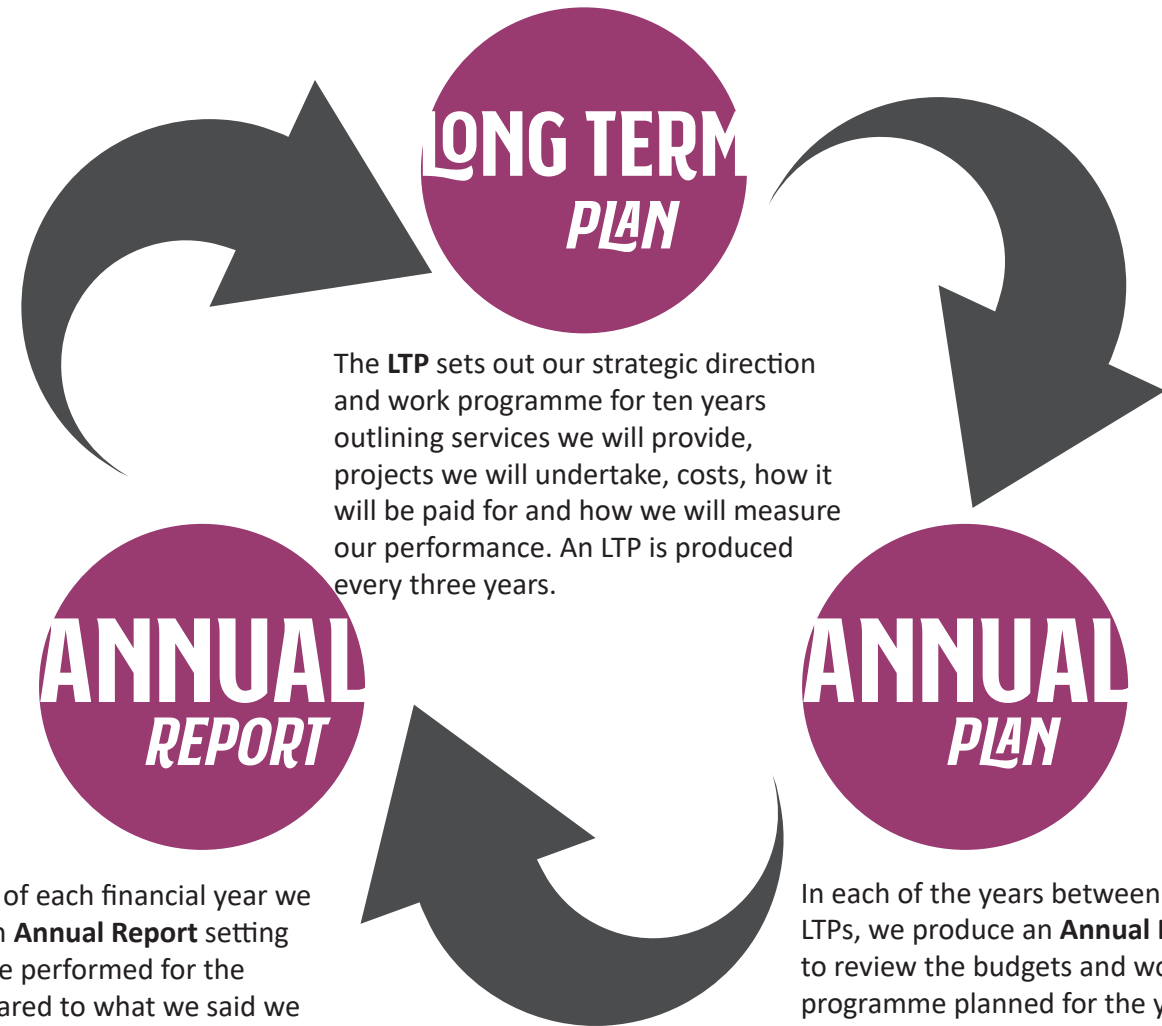 LONG TERM
PLAN
The LTP sets out our strategic direction
and work programme for ten years
outlining services we will provide,
projects we will undertake, costs, how it
will be paid for and how we will measure
our performance. An LTP is produced
every three years.
ANNUAL
REPORT
ANNUAL
PLAN
of each financial year we
Annual Report setting
performed for the
to what we said we
In each of the years between
LTPs, we produce an Annual
to review the budgets and
programme planned for the